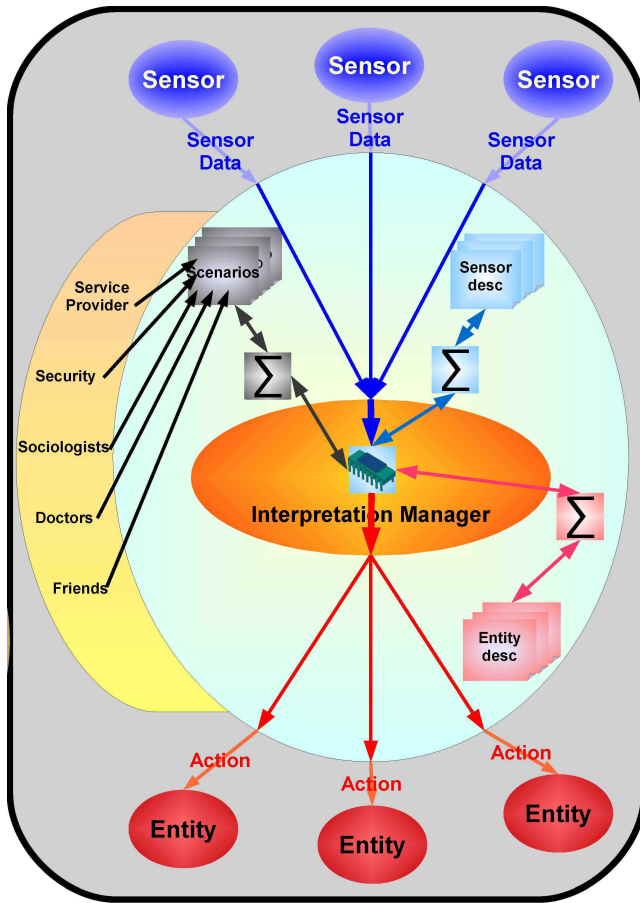 Sensor
Sensor
Sensor
Sensor
Data
Sensor
Data
Sensor
Data
Scenarios
Service
Provider
Security
Sociologists
Doctors
Friends
Sensor
desc
Σ
Σ
Interpretation Manager
Σ
Entity
desc
Action
Action
Action
Entity
Entity
Entity